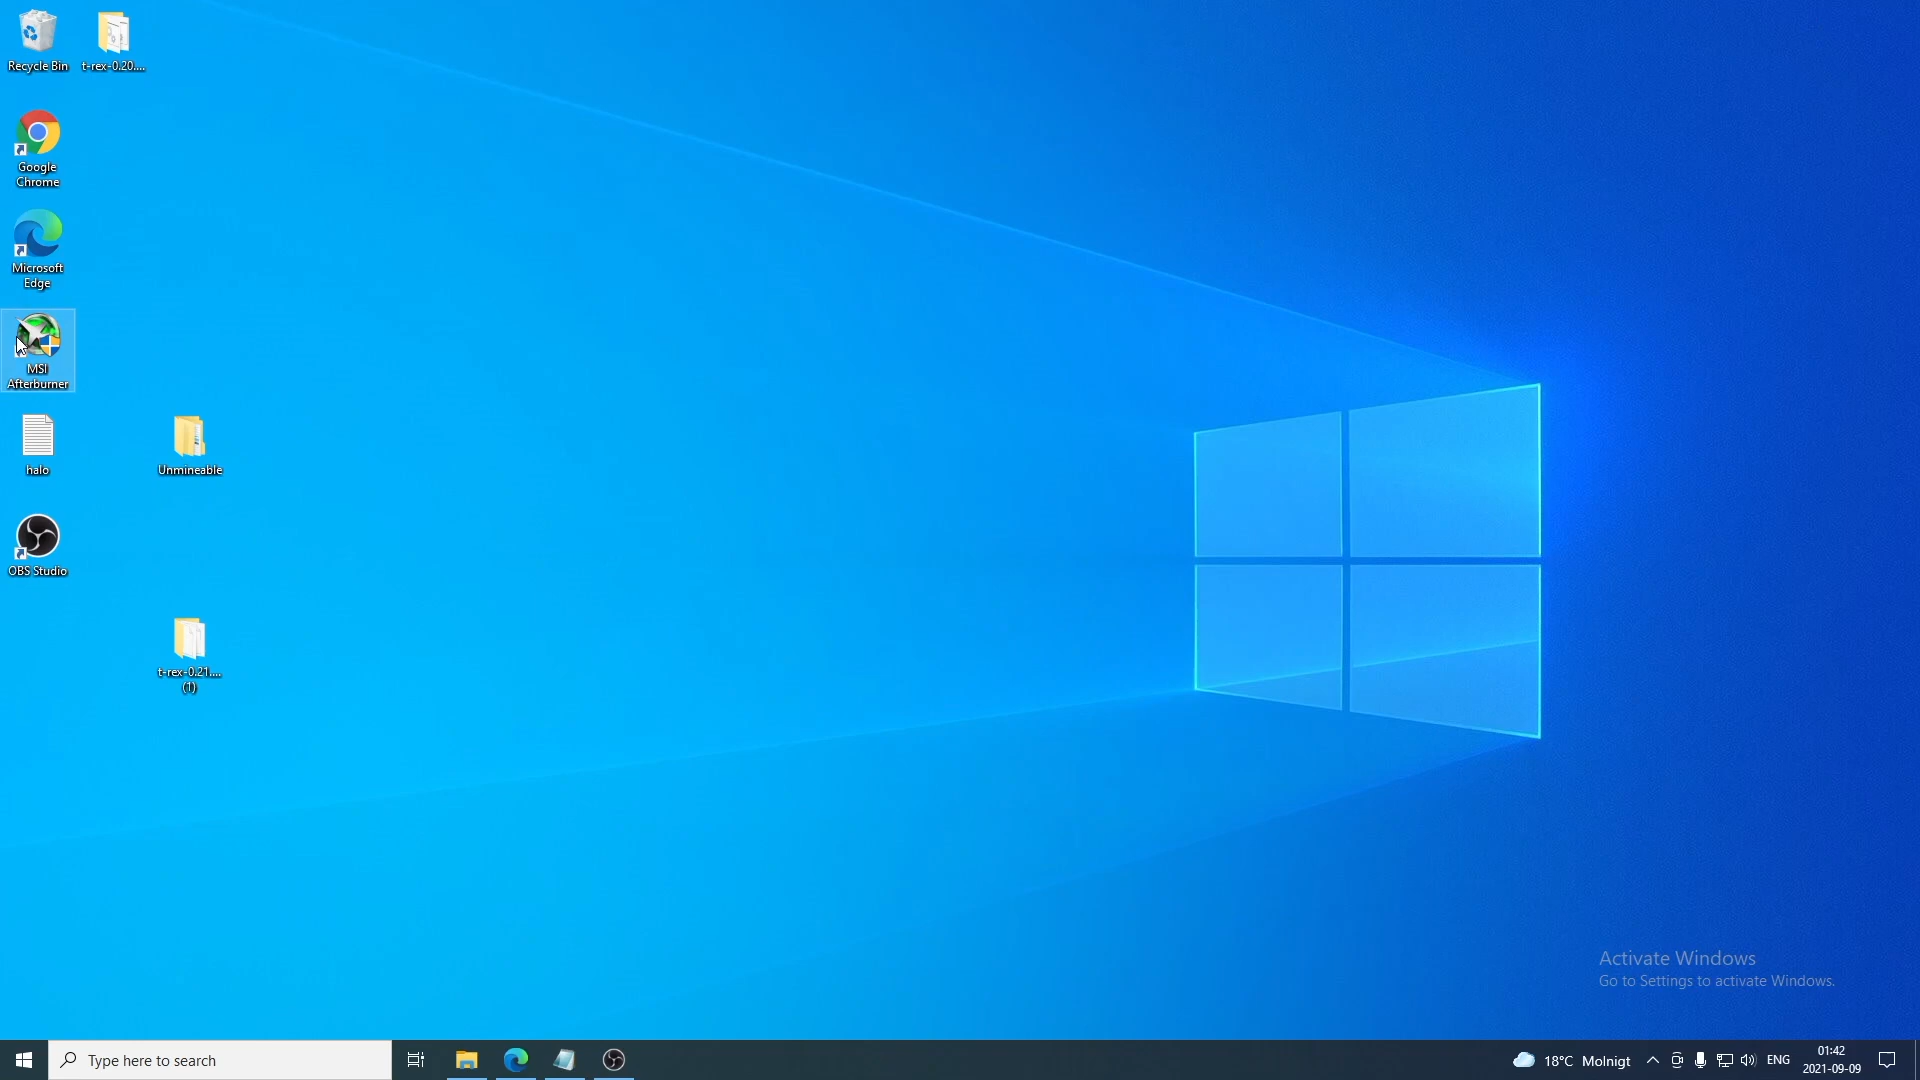 Recycle Bin
t-rex-0.20....
Google
Chrome
Microsoft
Edge
MSI
Afterburner
halo
Unmineable
OBS Studio
t-rex-0.21....
(1)
Activate Windows
Go to Settings to activate Windows.
Type here to search
18°C Molnigt
ENG
01:42
2021-09-09